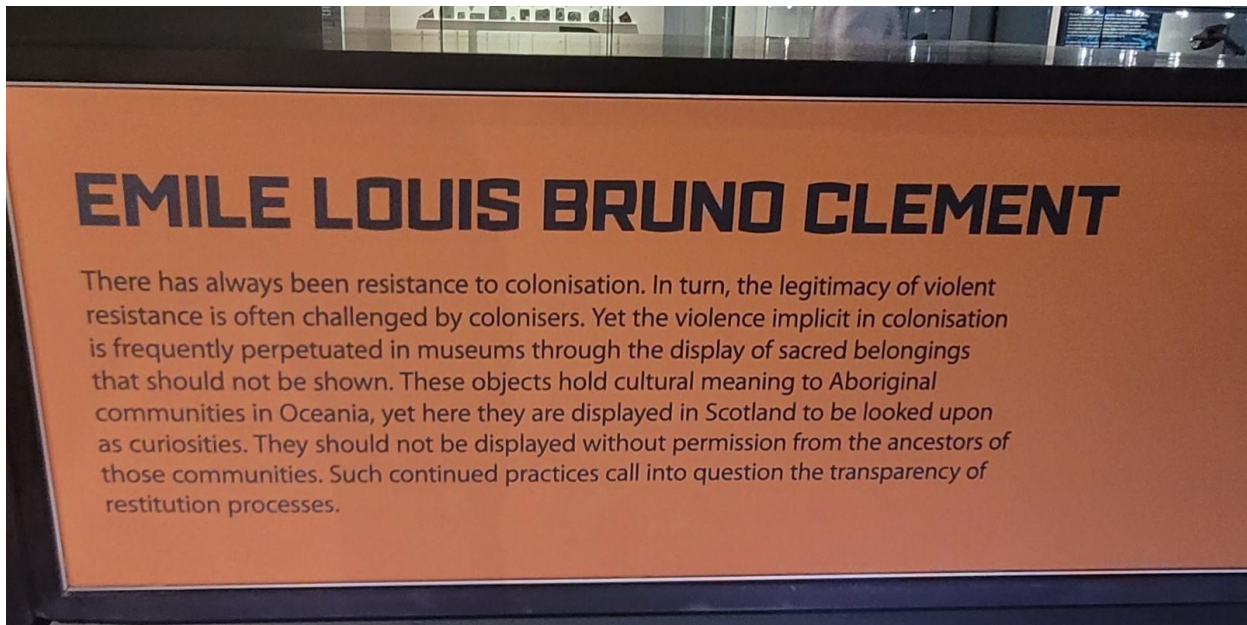 EMILE LOUIS BRUNO CLEMENT
There has always been resistance to colonisation. In turn, the legitimacy of violent
resistance is often challenged by colonisers. Yet the violence implicit in colonisation
is frequently perpetuated in museums through the display of sacred belongings
that should not be shown. These objects hold cultural meaning to Aboriginal
communities in Oceania, yet here they are displayed in Scotland to be looked upon
as curiosities. They should not be displayed without permission from the ancestors of
those communities. Such continued practices call into question the transparency of
restitution processes.